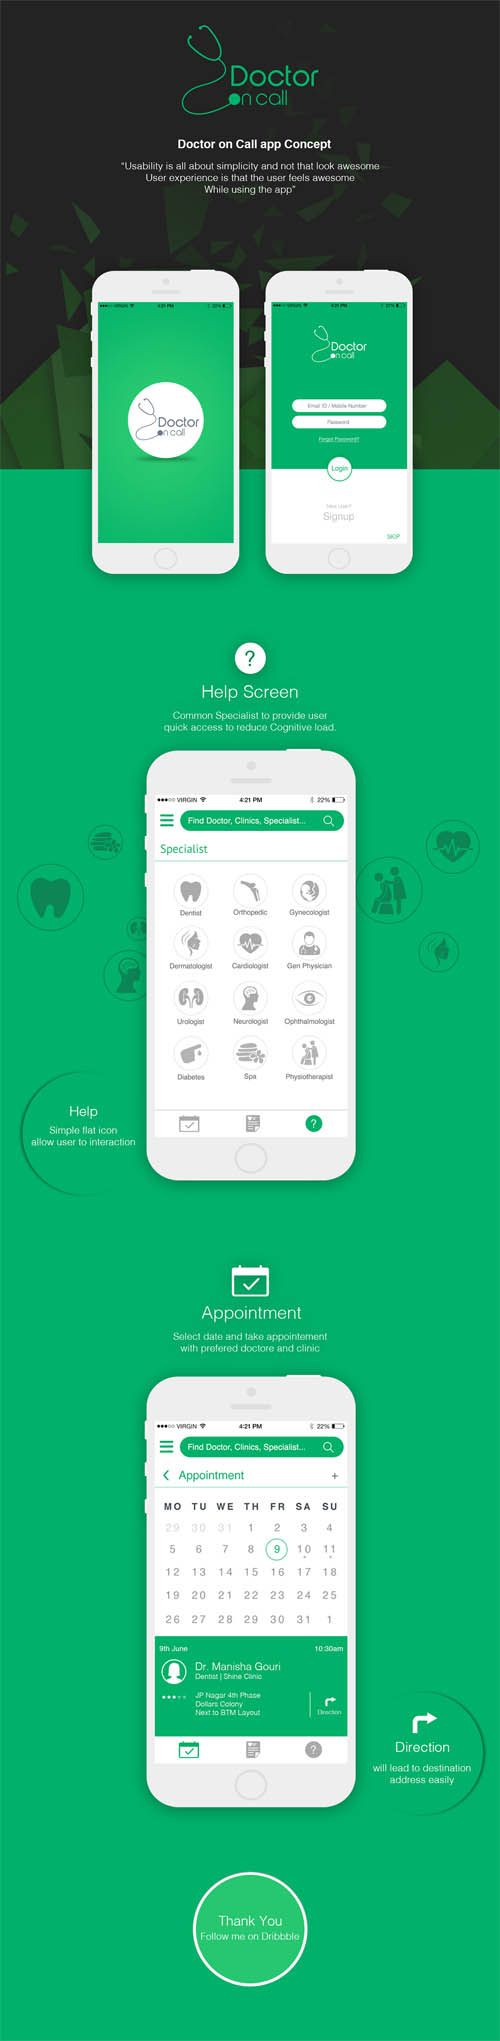 Doctor
on call
Doctor on Call app Concept
"Usability is all about simplicity and not that look awesome
User experience is that the user feels awesome
While using the app"
VIRGIN 4:21 PM 22%
Doctor
on call
VIRGIN 4:21 PM 22%
Doctor
on call
Email ID / Mobile Number
Password
Forgot Password?
Login
New User?
Signup
SKIP
?
Help Screen
Common Specialist to provide user
quick access to reduce Cognitive load.
VIRGIN 4:21 PM 22%
Find Doctor, Clinics, Specialist...
Specialist
Dentist Orthopedic Gynecologist
Dermatologist Cardiologist Gen Physician
Urologist Neurologist Ophthalmologist
Diabetes Spa Physiotherapist
?
Help
Simple flat icon
allow user to interaction
Appointment
Select date and take appointement
with prefered doctore and clinic
VIRGIN 4:21 PM 22%
Find Doctor, Clinics, Specialist...
< Appointment +
MO TU WE TH FR SA SU
29 30 31 1 2 3 4
5 6 7 8 9 10 11
12 13 14 15 16 17 18
19 20 21 22 23 24 25
26 27 28 29 30 31 1
9th June 10:30am
Dr. Manisha Gouri
Dentist | Shine Clinic
JP Nagar 4th Phase
Dollars Colony
Next to BTM Layout
Direction
?
Direction
will lead to destination
address easily
Thank You
Follow me on Dribbble